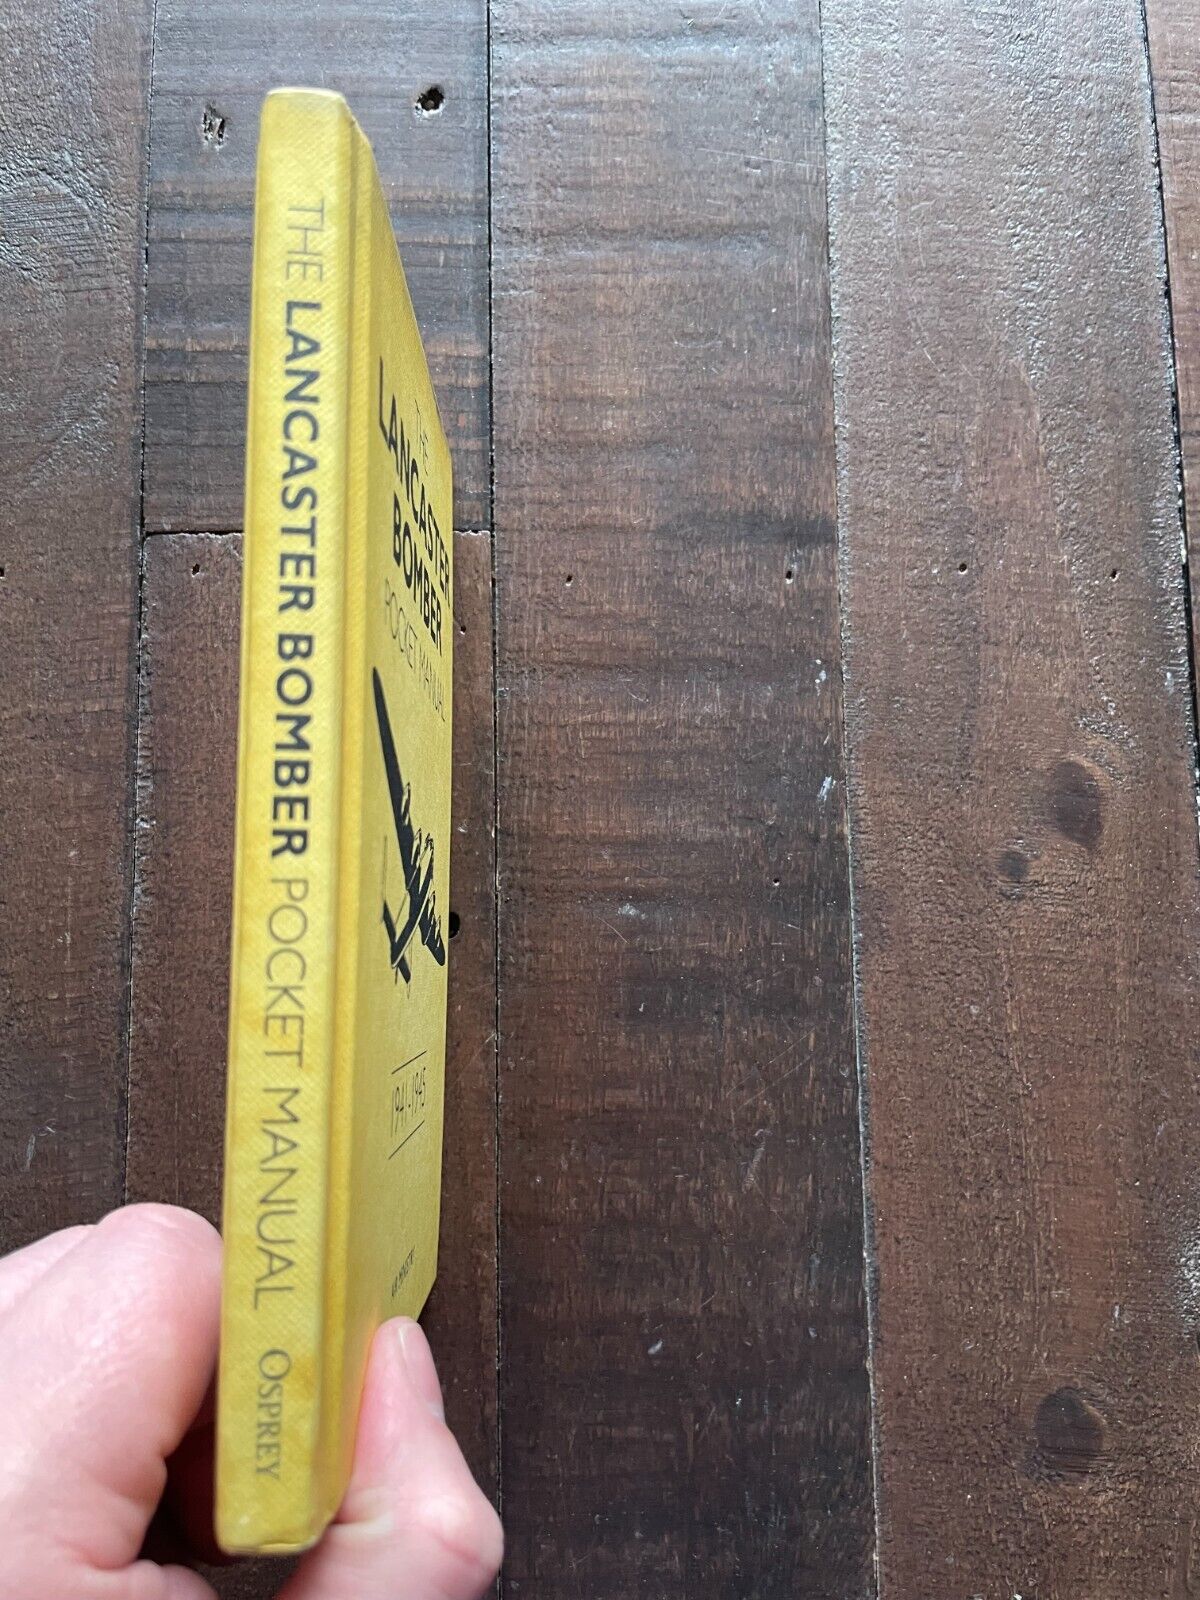 THE LANCASTER BOMBER POCKET MANUAL OSPREY
THE
LANCASTER
BOMBER
POCKET MANUAL
1941–1945